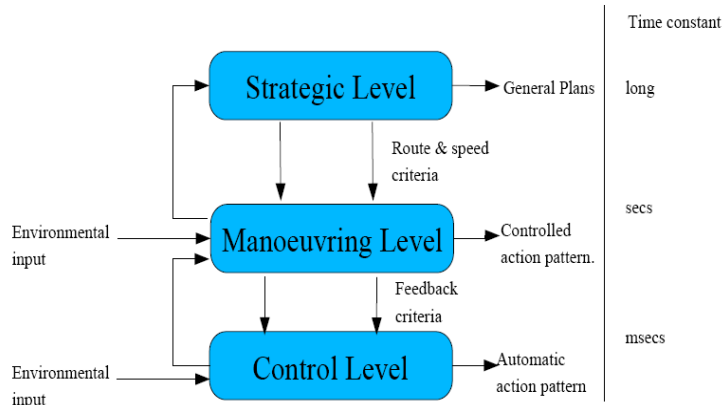 Time constant
Strategic Level
General Plans
long
Route & speed
criteria
secs
Environmental
input
Manoeuvring Level
Controlled
action pattern.
Feedback
criteria
msecs
Environmental
input
Control Level
Automatic
action pattern